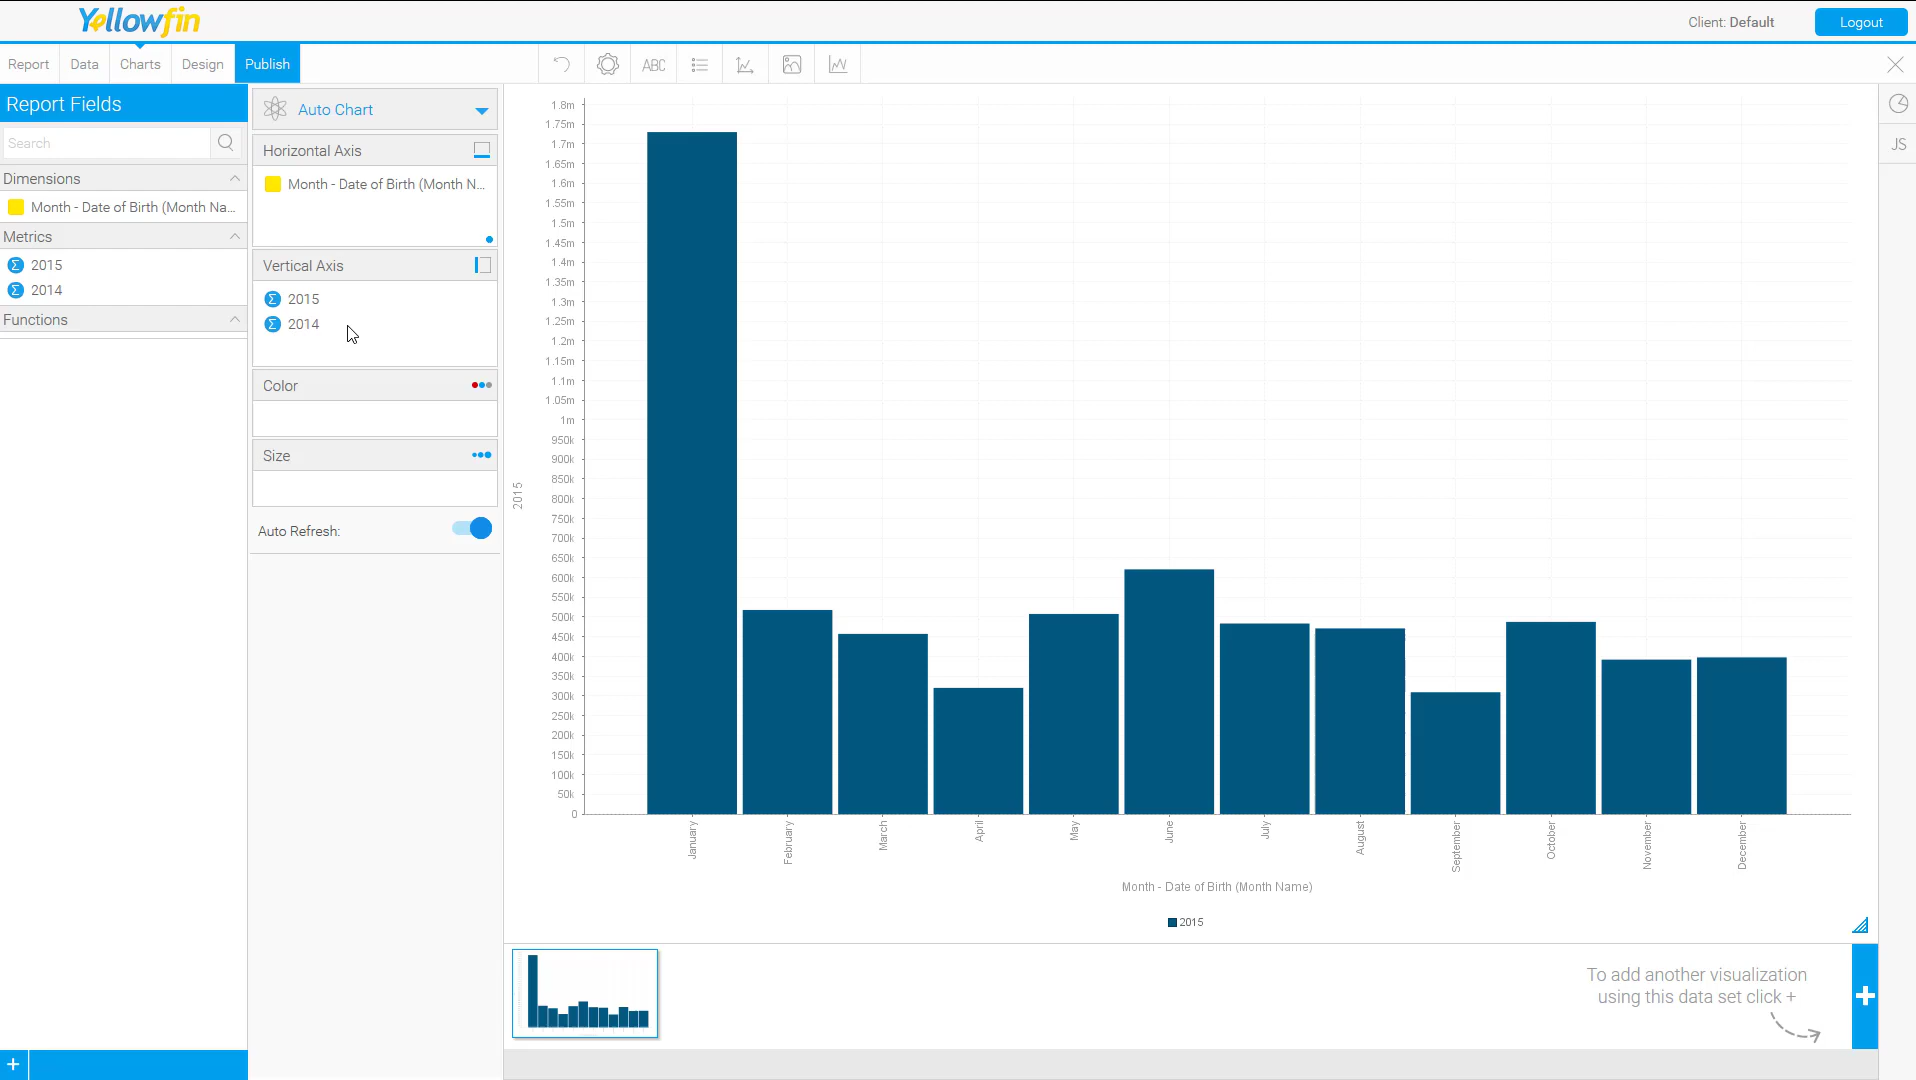 Yellowfin
Client: Default
Logout
Report
Data
Charts
Design
Publish
ABC
Report Fields
Search
Dimensions
Month - Date of Birth (Month Na...
Metrics
Σ 2015
Σ 2014
Functions
Auto Chart
Horizontal Axis
Month - Date of Birth (Month N...
Vertical Axis
Σ 2015
Σ 2014
Color
Size
Auto Refresh:
JS
1.8m
1.75m
1.7m
1.65m
1.6m
1.55m
1.5m
1.45m
1.4m
1.35m
1.3m
1.25m
1.2m
1.15m
1.1m
1.05m
1m
950k
900k
850k
800k
750k
700k
650k
600k
550k
500k
450k
400k
350k
300k
250k
200k
150k
100k
50k
0
2015
January
February
March
April
May
June
July
August
September
October
November
December
Month - Date of Birth (Month Name)
2015
To add another visualization
using this data set click +